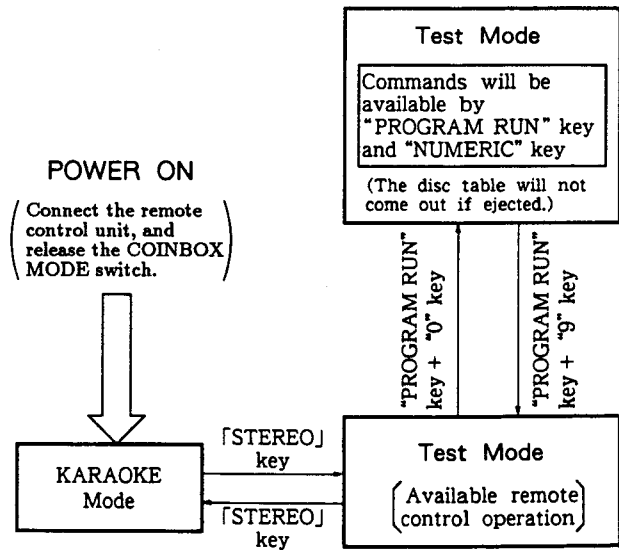 Test Mode
Commands will be
available by
“PROGRAM RUN” key
and “NUMERIC” key
(The disc table will not
come out if ejected.)
POWER ON
Connect the remote
control unit, and
release the COINBOX
MODE switch.
“PROGRAM RUN”
key + “0” key
“PROGRAM RUN”
key + “9” key
KARAOKE
Mode
「STEREO」
key
「STEREO」
key
Test Mode
Available remote
control operation